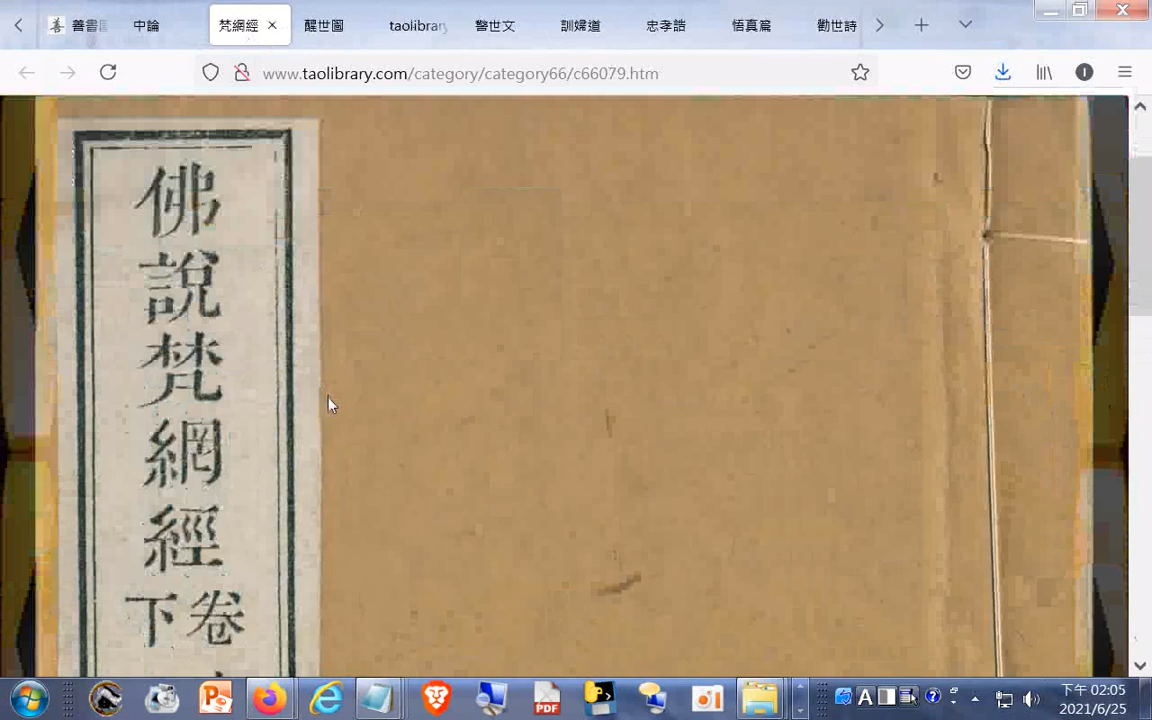 善書
中論
梵網經
醒世圖
taolibrary
警世文
訓婦道
忠孝誥
悟真篇
勸世詩
www.taolibrary.com/category/category66/c66079.htm
佛說梵網經
卷下
PDF
A
下午 02:05
2021/6/25